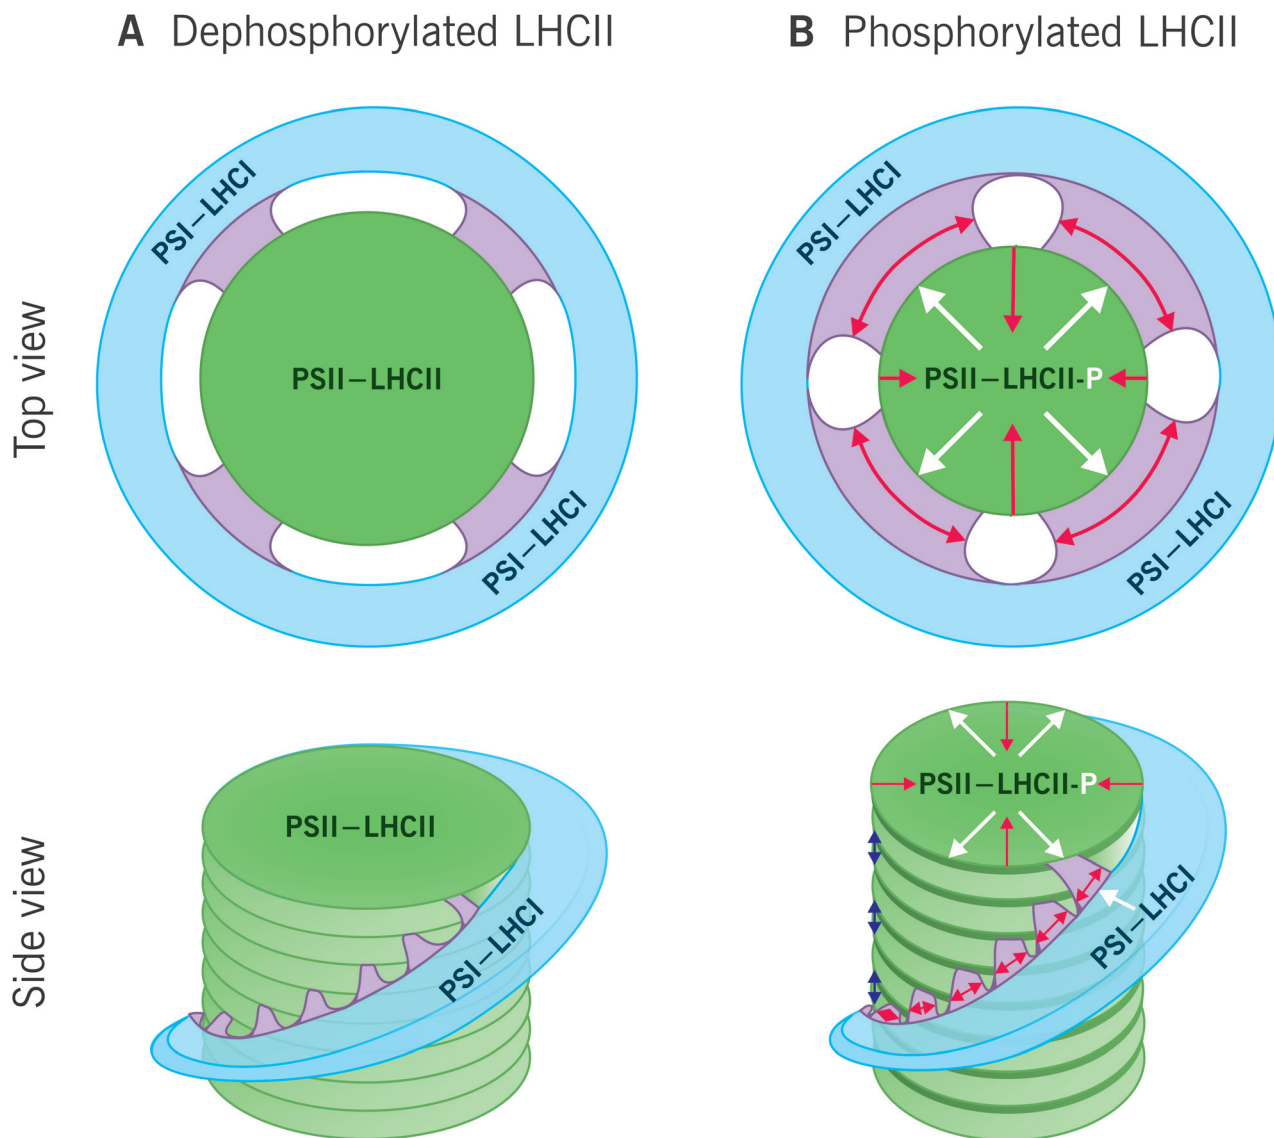 A Dephosphorylated LHCII
B Phosphorylated LHCII
Top view
PSI–LHCI
PSII–LHCII
PSI–LHCI
PSI–LHCI
PSII–LHCII-P
PSI–LHCI
Side view
PSII–LHCII
PSI–LHCI
PSII–LHCII-P
PSI–LHCI